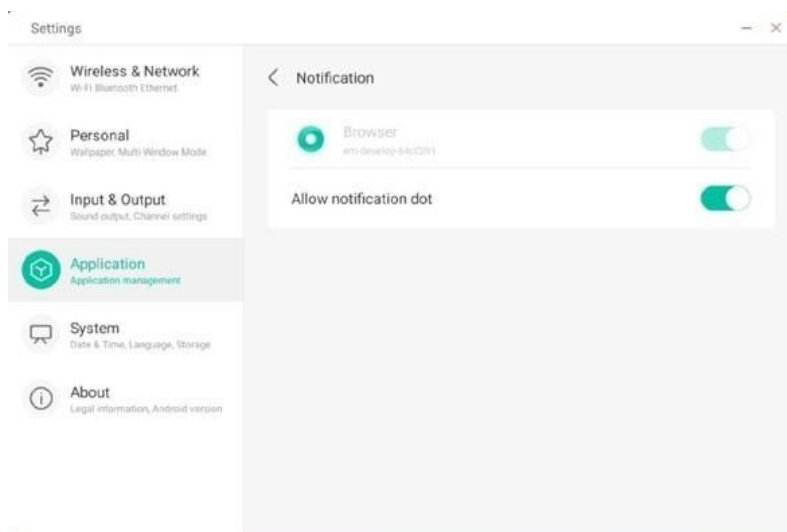 Settings
Wireless & Network
Wi-Fi Bluetooth Ethernet
Personal
Wallpaper, Multi Window Mode
Input & Output
Sound output, Channel settings
Application
Application management
System
Date & Time, Language, Storage
About
Legal information, Android version
Notification
Browser
Allow notification dot